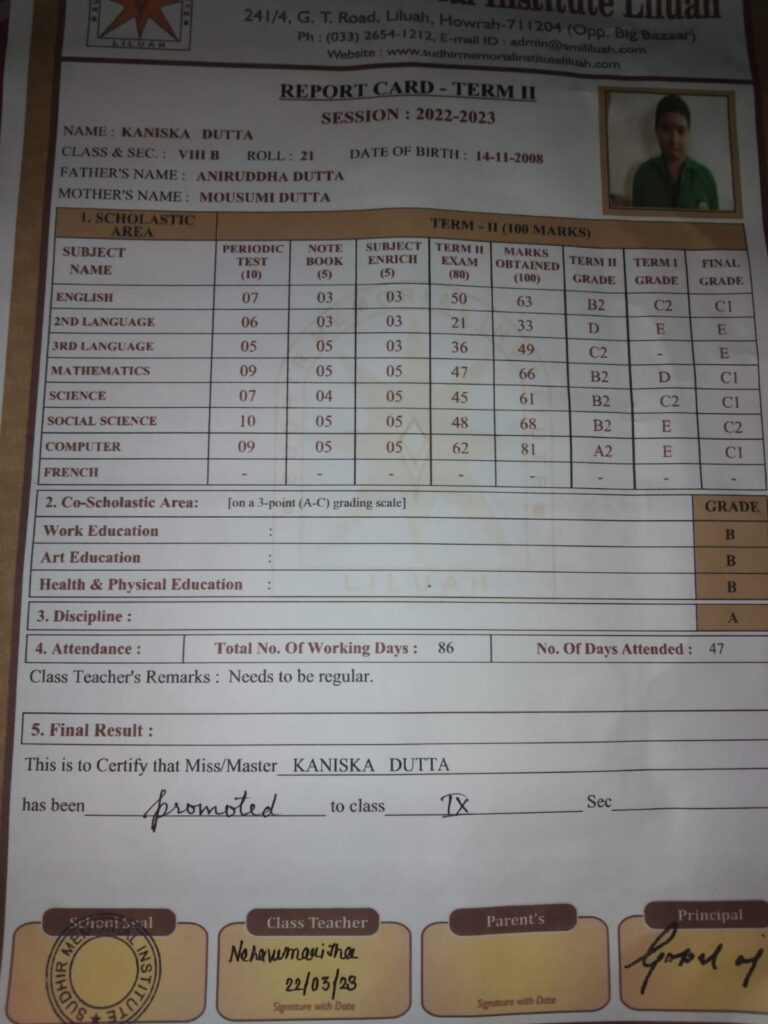 LILUAH
Institute Liluah
241/4, G. T. Road, Liluah, Howrah-711204 (Opp. Big Bazaar)
Ph : (033) 2654-1212, E-mail ID : admin@smililuah.com
Website : www.sudhirmemorialinstituteliluah.com
REPORT CARD - TERM II
SESSION : 2022-2023
NAME : KANISKA DUTTA
CLASS & SEC. : VIII B ROLL : 21 DATE OF BIRTH : 14-11-2008
FATHER'S NAME : ANIRUDDHA DUTTA
MOTHER'S NAME : MOUSUMI DUTTA
1. SCHOLASTIC AREA TERM - II (100 MARKS)
SUBJECT NAME PERIODIC TEST (10) NOTE BOOK (5) SUBJECT ENRICH (5) TERM II EXAM (80) MARKS OBTAINED (100) TERM II GRADE TERM I GRADE FINAL GRADE
ENGLISH 07 03 03 50 63 B2 C2 C1
2ND LANGUAGE 06 03 03 21 33 D E E
3RD LANGUAGE 05 05 03 36 49 C2 - E
MATHEMATICS 09 05 05 47 66 B2 D C1
SCIENCE 07 04 05 45 61 B2 C2 C1
SOCIAL SCIENCE 10 05 05 48 68 B2 E C2
COMPUTER 09 05 05 62 81 A2 E C1
FRENCH - - - - - - - -
2. Co-Scholastic Area: [on a 3-point (A-C) grading scale] GRADE
Work Education : B
Art Education : B
Health & Physical Education : B
LILUAH
3. Discipline : A
4. Attendance : Total No. Of Working Days : 86 No. Of Days Attended : 47
Class Teacher's Remarks : Needs to be regular.
5. Final Result :
This is to Certify that Miss/Master KANISKA DUTTA
has been promoted to class IX Sec
School Seal Class Teacher Parent's Principal
SUDHIR MEMORIAL INSTITUTE
22/03/23
Signature with Date Signature with Date